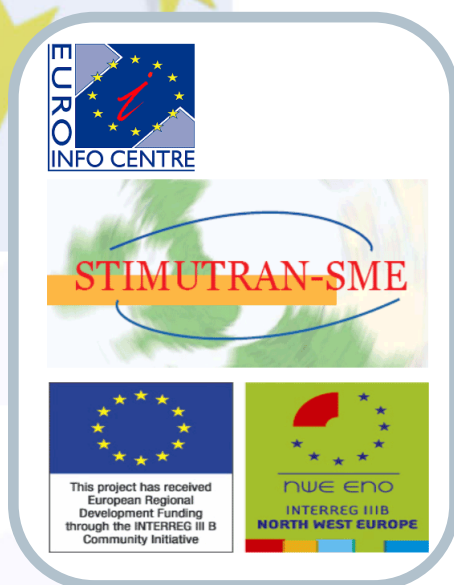 EURO
i
INFO CENTRE
STIMUTRAN-SME
This project has received
European Regional
Development Funding
through the INTERREG III B
Community Initiative
NWE ENO
INTERREG IIIB
NORTH WEST EUROPE